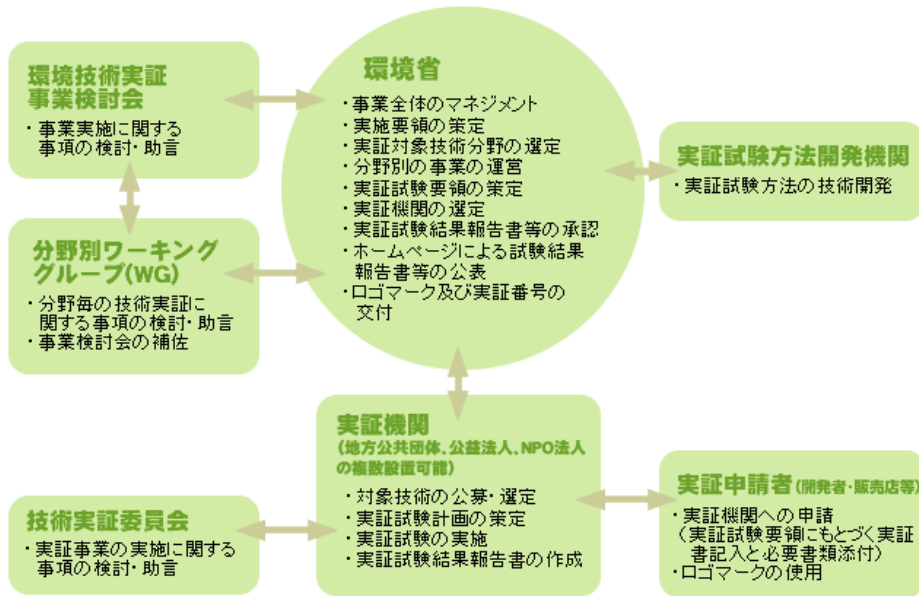 環境技術実証
事業検討会
・事業実施に関する
事項の検討・助言
環境省
・事業全体のマネジメント
・実施要領の策定
・実証対象技術分野の選定
・分野別の事業の運営
・実証試験要領の策定
・実証機関の選定
・実証試験結果報告書等の承認
・ホームページによる試験結果
報告書等の公表
・ロゴマーク及び実証番号の
交付
実証試験方法開発機関
・実証試験方法の技術開発
分野別ワーキング
グループ(WG)
・分野毎の技術実証に
関する事項の検討・助言
・事業検討会の補佐
実証機関
(地方公共団体、公益法人、NPO法人
の複数設置可能)
・対象技術の公募・選定
・実証試験計画の策定
・実証試験の実施
・実証試験結果報告書の作成
技術実証委員会
・実証事業の実施に関する
事項の検討・助言
実証申請者(開発者・販売店等)
・実証機関への申請
(実証試験要領にもとづく実証
書記入と必要書類添付)
・ロゴマークの使用